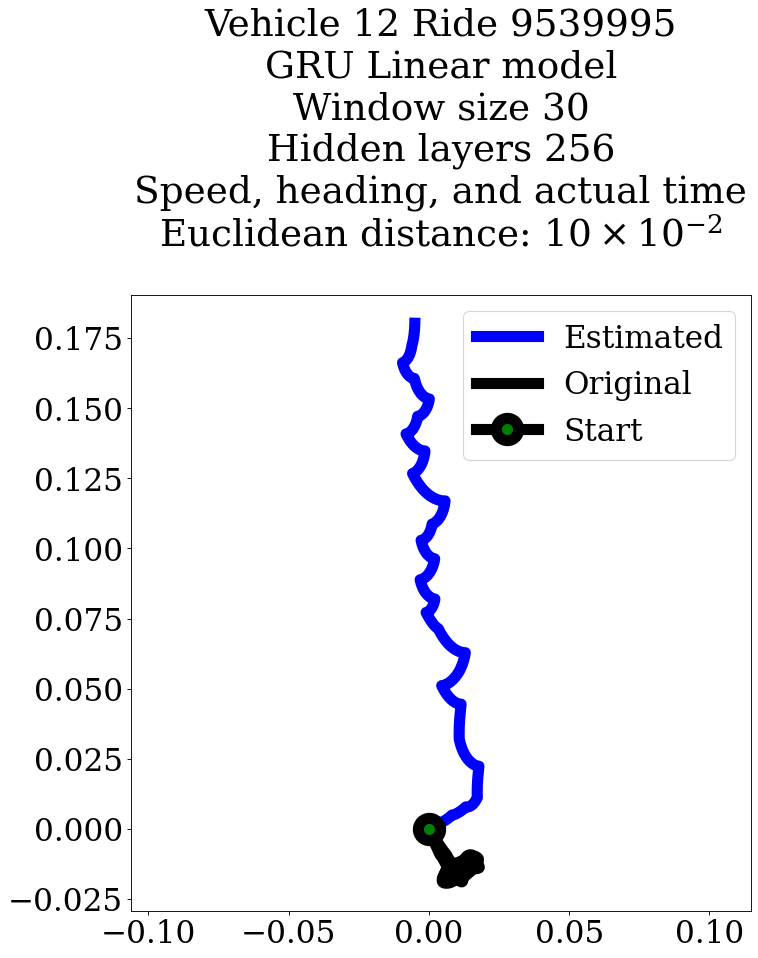 Vehicle 12 Ride 9539995
GRU Linear model
Window size 30
Hidden layers 256
Speed, heading, and actual time
Euclidean distance: 10 × 10⁻²
Estimated
Original
Start
0.175
0.150
0.125
0.100
0.075
0.050
0.025
0.000
−0.025
−0.10 −0.05 0.00 0.05 0.10